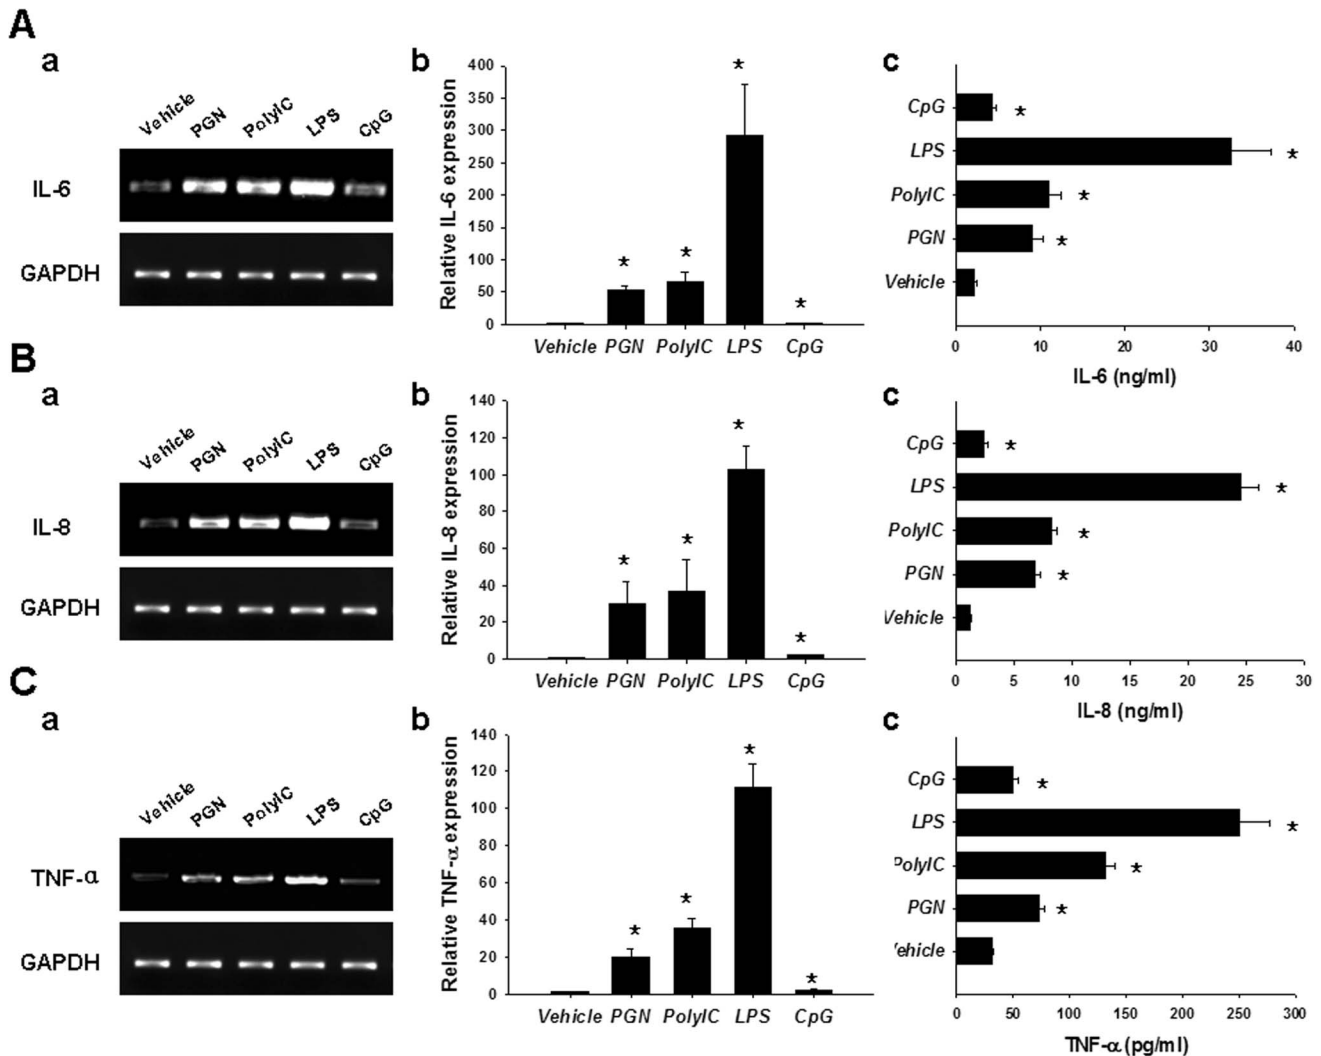 A
a
Vehicle PGN PolyIC LPS CpG
IL-6
GAPDH
b
Relative IL-6 expression
400
350
300
250
200
150
100
50
0
* * * *
Vehicle PGN PolyIC LPS CpG
c
CpG *
LPS *
PolyIC *
PGN *
Vehicle
0 10 20 30 40
IL-6 (ng/ml)
B
a
Vehicle PGN PolyIC LPS CpG
IL-8
GAPDH
b
Relative IL-8 expression
140
120
100
80
60
40
20
0
* * * *
Vehicle PGN PolyIC LPS CpG
c
CpG *
LPS *
PolyIC *
PGN *
Vehicle
0 5 10 15 20 25 30
IL-8 (ng/ml)
C
a
Vehicle PGN PolyIC LPS CpG
TNF-α
GAPDH
b
Relative TNF-α expression
140
120
100
80
60
40
20
0
* * * *
Vehicle PGN PolyIC LPS CpG
c
CpG *
LPS *
PolyIC *
PGN *
Vehicle
0 50 100 150 200 250 300
TNF-α (pg/ml)